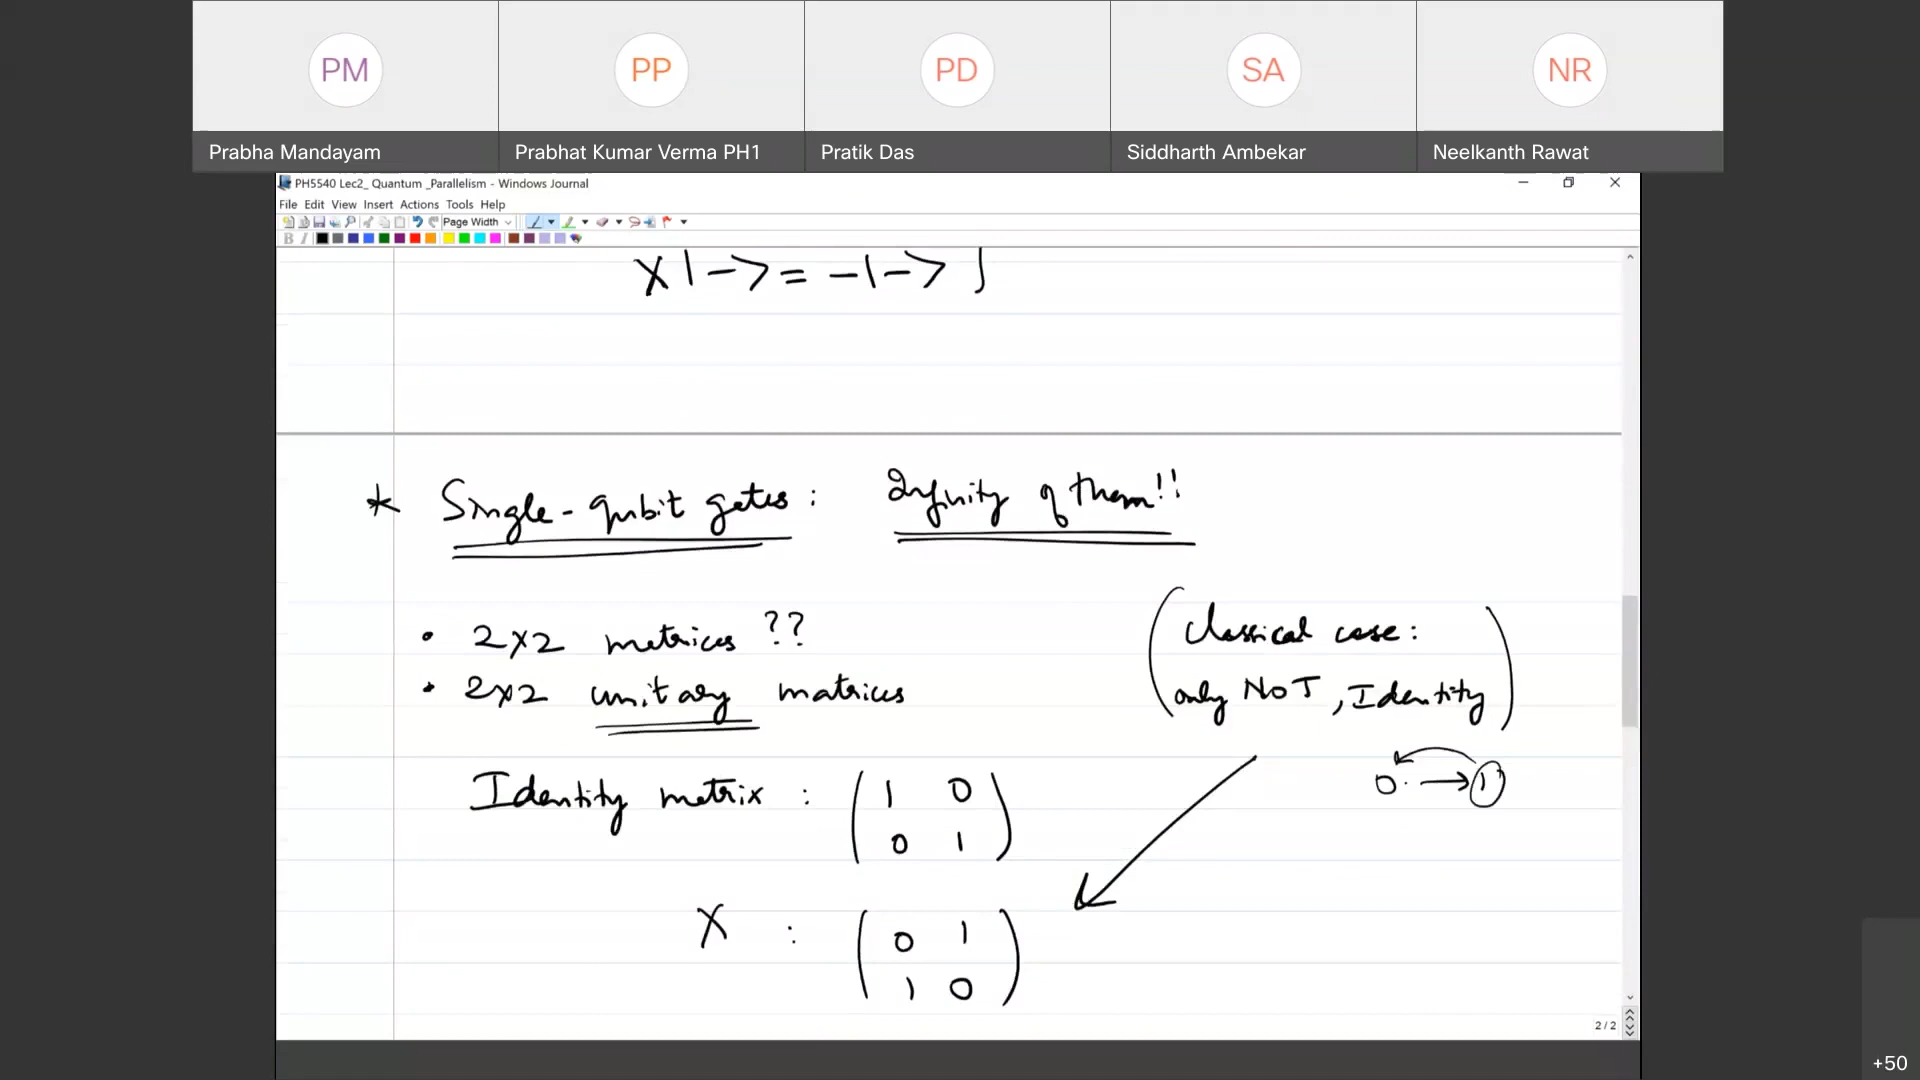 PM
PP
PD
SA
NR
Prabha Mandayam
Prabhat Kumar Verma PH1
Pratik Das
Siddharth Ambekar
Neelkanth Rawat
PH5540 Lec2_ Quantum _Parallelism - Windows Journal
File Edit View Insert Actions Tools Help
Page Width
B I
X|−> = −|−>
* Single-qubit gates : Infinity of them!!
• 2x2 matrices ??
• 2x2 unitary matrices
(Classical case:
only NOT, Identity)
0 → 1
Identity matrix : ( 1 0
0 1 )
X : ( 0 1
1 0 )
2 / 2
+50